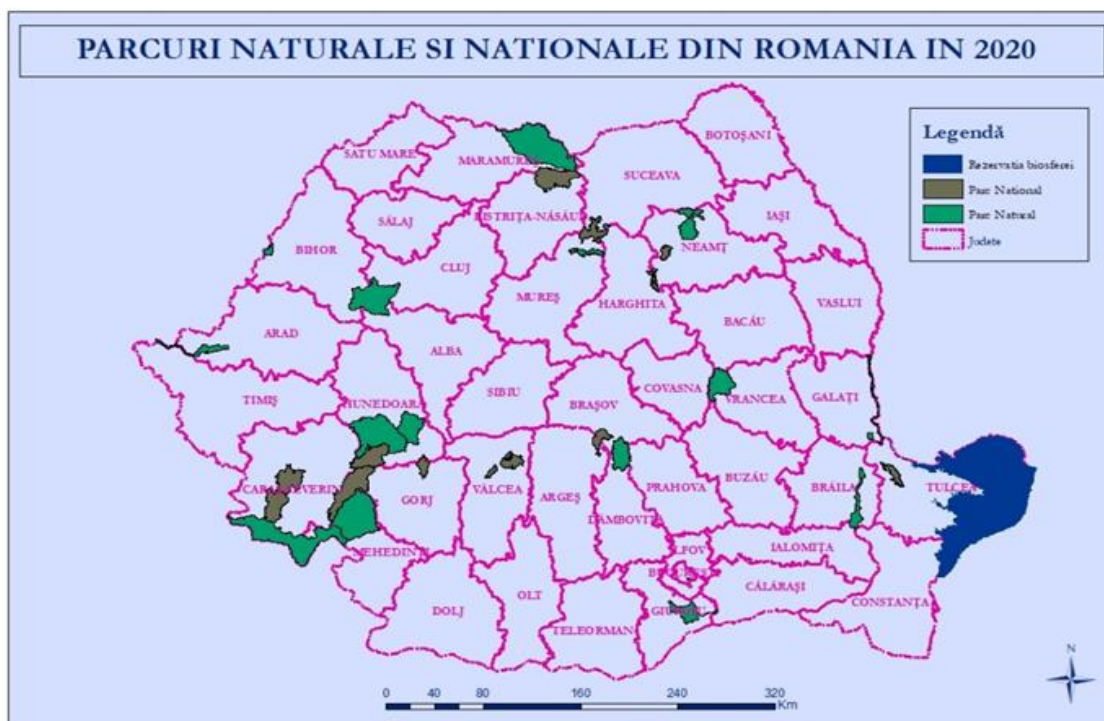 PARCURI NATURALE SI NATIONALE DIN ROMANIA IN 2020
Legendă
Rezervatia biosferei
Parc National
Parc Natural
Judete
BOTOȘANI
SATU MARE
MARAMUREȘ
SUCEAVA
SĂLAJ
BISTRIȚA-NĂSĂUD
IAȘI
BIHOR
NEAMȚ
CLUJ
MUREȘ
HARGHITA
VASLUI
BACĂU
ARAD
ALBA
TIMIȘ
HUNEDOARA
SIBIU
BRAȘOV
COVASNA
VRANCEA
GALAȚI
CARAȘ-SEVERIN
GORJ
VÂLCEA
ARGEȘ
PRAHOVA
BUZĂU
BRĂILA
TULCEA
DÂMBOVIȚA
MEHEDINȚI
ILFOV
IALOMIȚA
BUCUREȘTI
CĂLĂRAȘI
CONSTANȚA
DOLJ
OLT
GIURGIU
TELEORMAN
N
0 40 80 160 240 320
Km